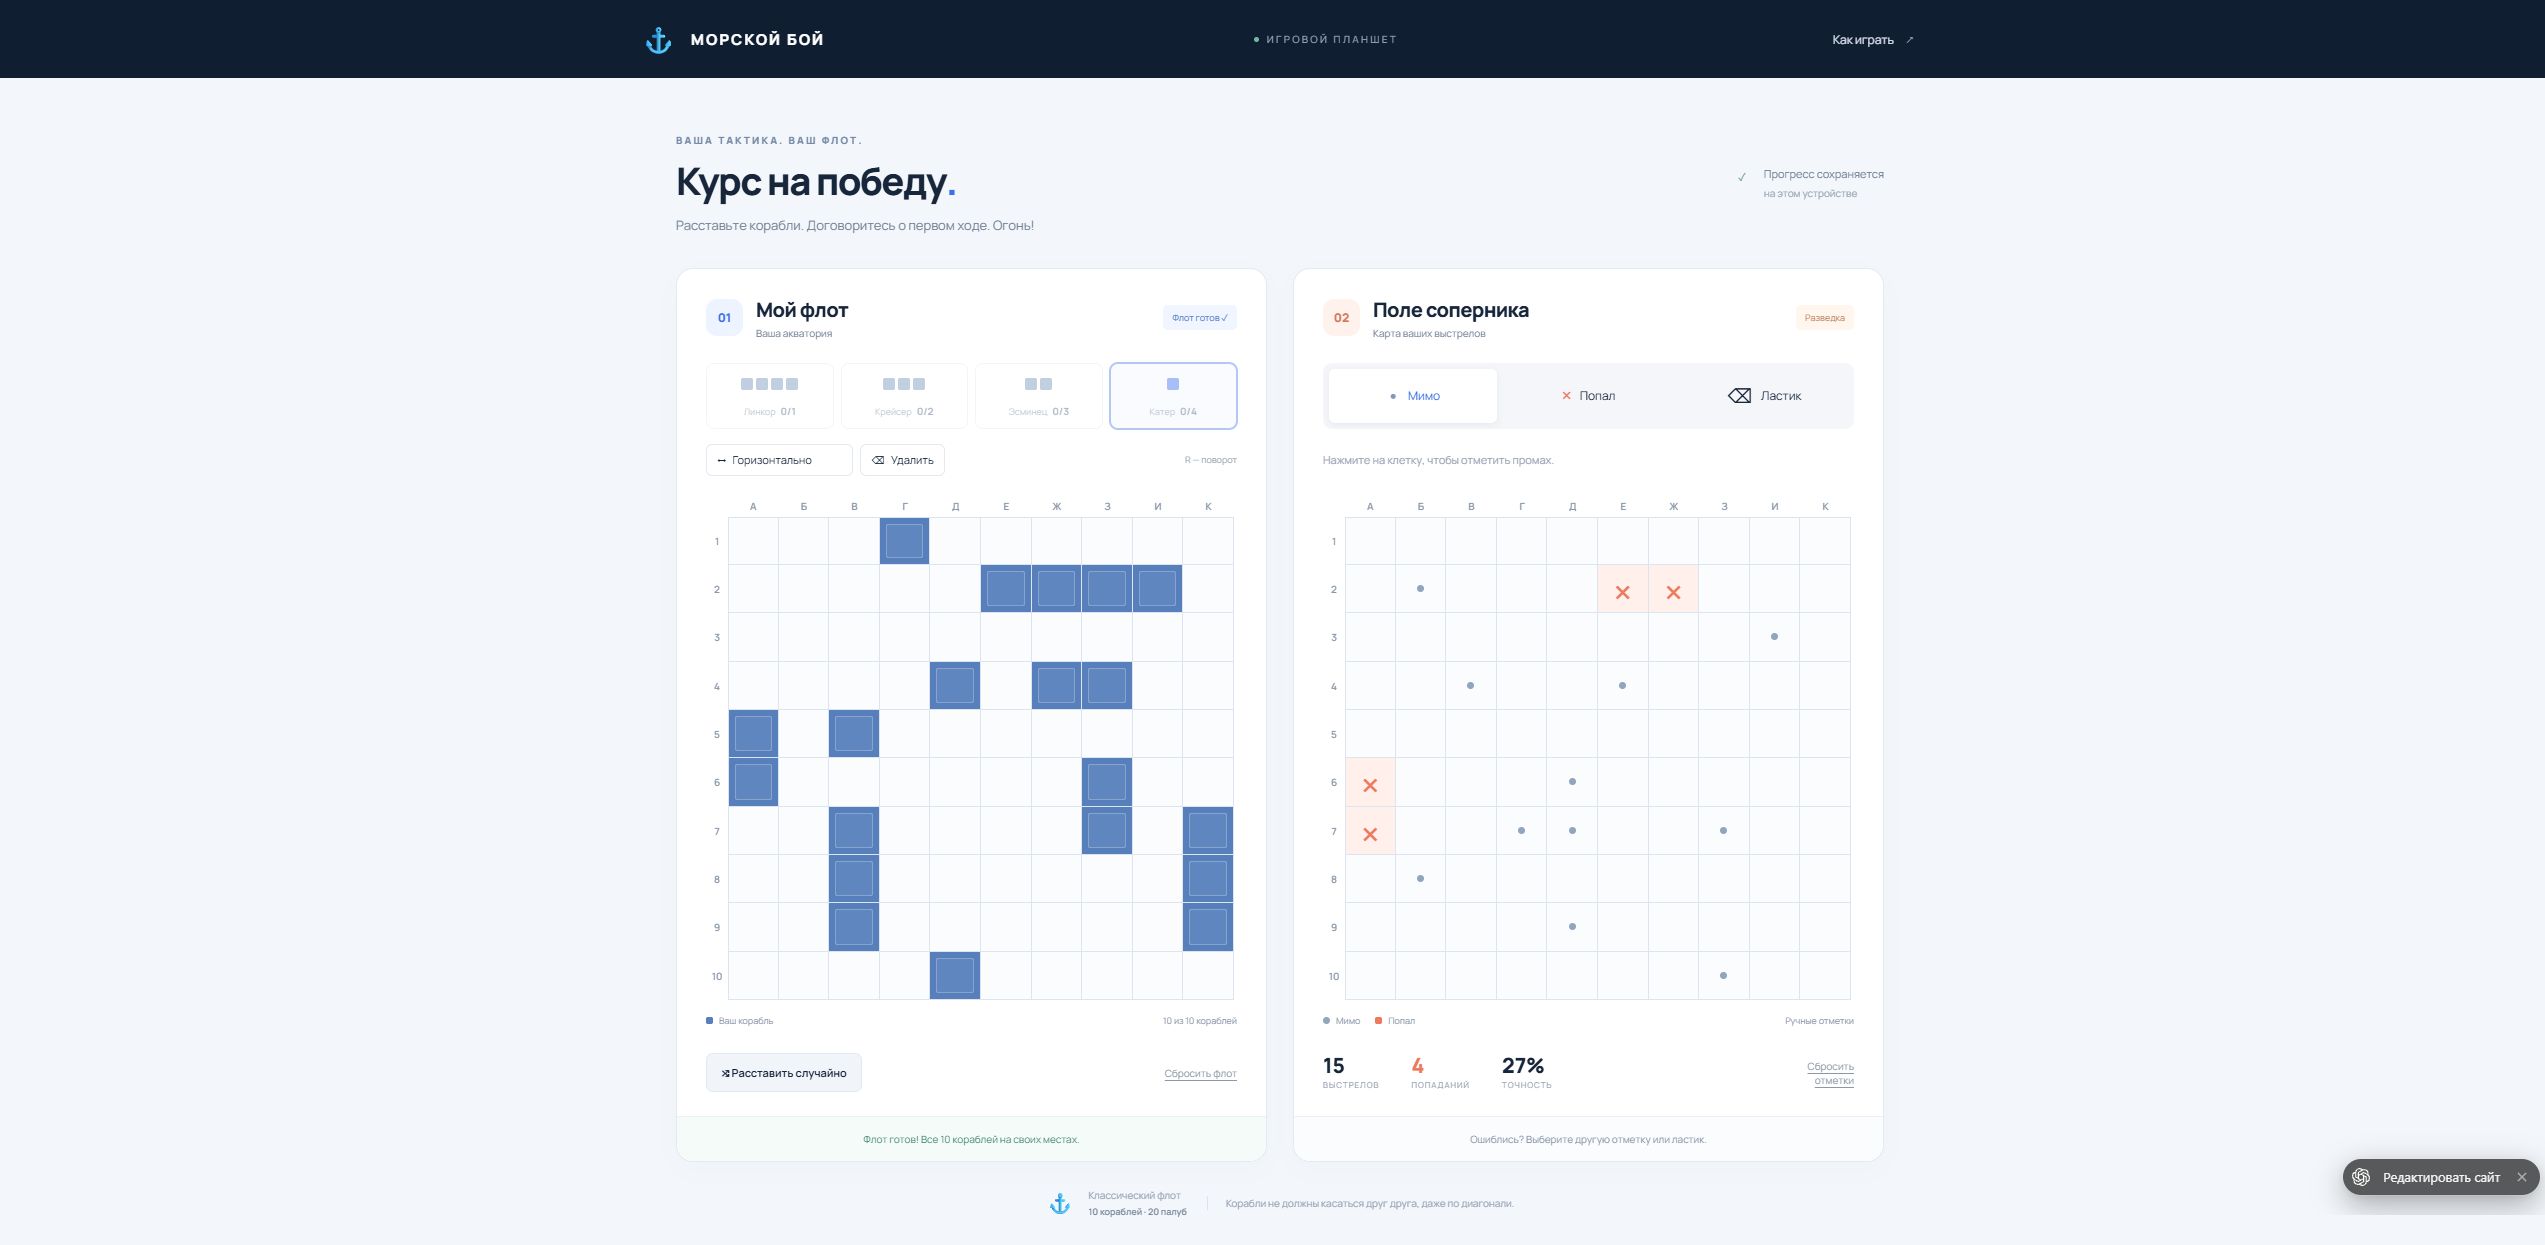 МОРСКОЙ БОЙ
ИГРОВОЙ ПЛАНШЕТ
Как играть ↗
ВАША ТАКТИКА. ВАШ ФЛОТ.
Курс на победу.
Расставьте корабли. Договоритесь о первом ходе. Огонь!
✓ Прогресс сохраняется
на этом устройстве
01
Мой флот
Ваша акватория
Флот готов ✓
Линкор 0/1
Крейсер 0/2
Эсминец 0/3
Катер 0/4
↔ Горизонтально
⌫ Удалить
R — поворот
А Б В Г Д Е Ж З И К
1
2
3
4
5
6
7
8
9
10
Ваш корабль
10 из 10 кораблей
Расставить случайно
Сбросить флот
Флот готов! Все 10 кораблей на своих местах.
02
Поле соперника
Карта ваших выстрелов
Разведка
Мимо
× Попал
⌫ Ластик
Нажмите на клетку, чтобы отметить промах.
А Б В Г Д Е Ж З И К
1
2
3
4
5
6
7
8
9
10
Мимо
Попал
Ручные отметки
15
ВЫСТРЕЛОВ
4
ПОПАДАНИЙ
27%
ТОЧНОСТЬ
Сбросить
отметки
Ошиблись? Выберите другую отметку или ластик.
Классический флот
10 кораблей · 20 палуб
Корабли не должны касаться друг друга, даже по диагонали.
Редактировать сайт ×